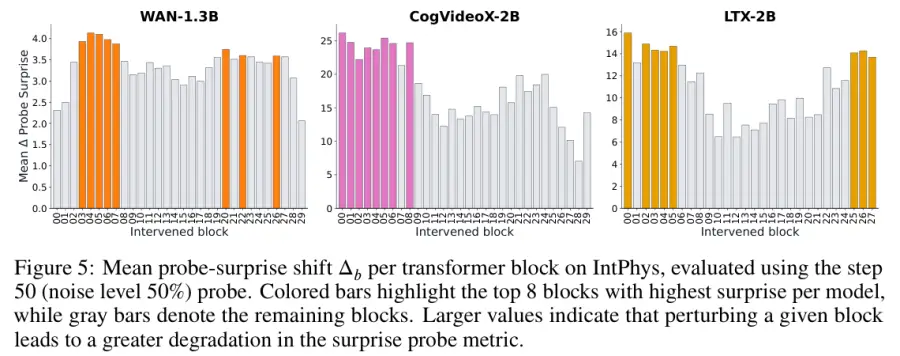 WAN-1.3B
CogVideoX-2B
LTX-2B
Mean Δ Probe Surprise
4.0
3.5
3.0
2.5
2.0
1.5
1.0
0.5
0.0
00 01 02 03 04 05 06 07 08 09 10 11 12 13 14 15 16 17 18 19 20 21 22 23 24 25 26 27 28 29
Intervened block
25
20
15
10
5
0
00 01 02 03 04 05 06 07 08 09 10 11 12 13 14 15 16 17 18 19 20 21 22 23 24 25 26 27 28 29
Intervened block
16
14
12
10
8
6
4
2
0
00 01 02 03 04 05 06 07 08 09 10 11 12 13 14 15 16 17 18 19 20 21 22 23 24 25 26 27
Intervened block
Figure 5: Mean probe-surprise shift Δb per transformer block on IntPhys, evaluated using the step
50 (noise level 50%) probe. Colored bars highlight the top 8 blocks with highest surprise per model,
while gray bars denote the remaining blocks. Larger values indicate that perturbing a given block
leads to a greater degradation in the surprise probe metric.